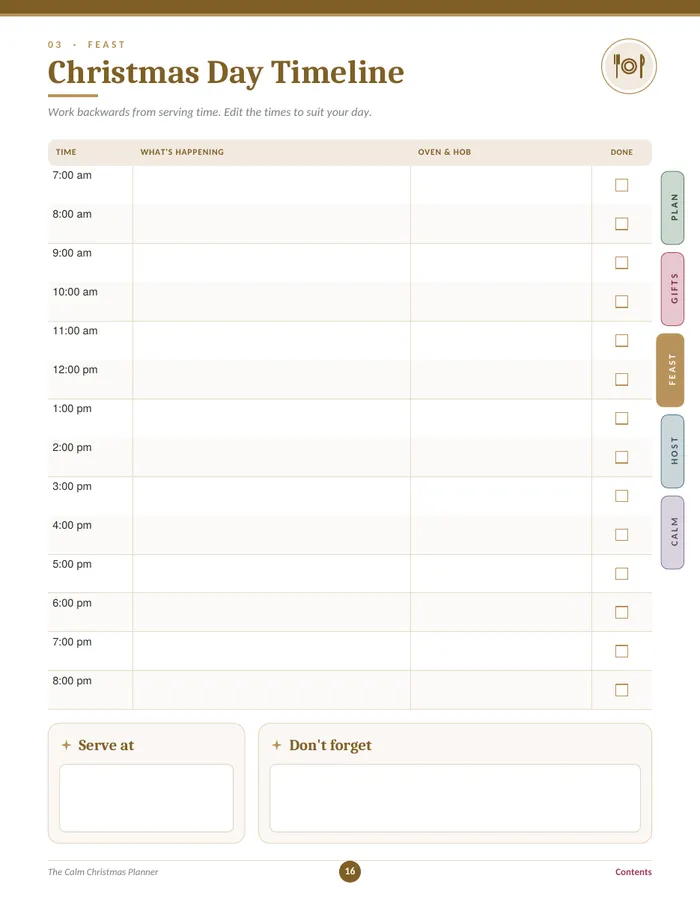 03 · FEAST
Christmas Day Timeline
Work backwards from serving time. Edit the times to suit your day.
TIME WHAT'S HAPPENING OVEN & HOB DONE
7:00 am
8:00 am
9:00 am
10:00 am
11:00 am
12:00 pm
1:00 pm
2:00 pm
3:00 pm
4:00 pm
5:00 pm
6:00 pm
7:00 pm
8:00 pm
PLAN
GIFTS
FEAST
HOST
CALM
Serve at
Don't forget
The Calm Christmas Planner 16 Contents